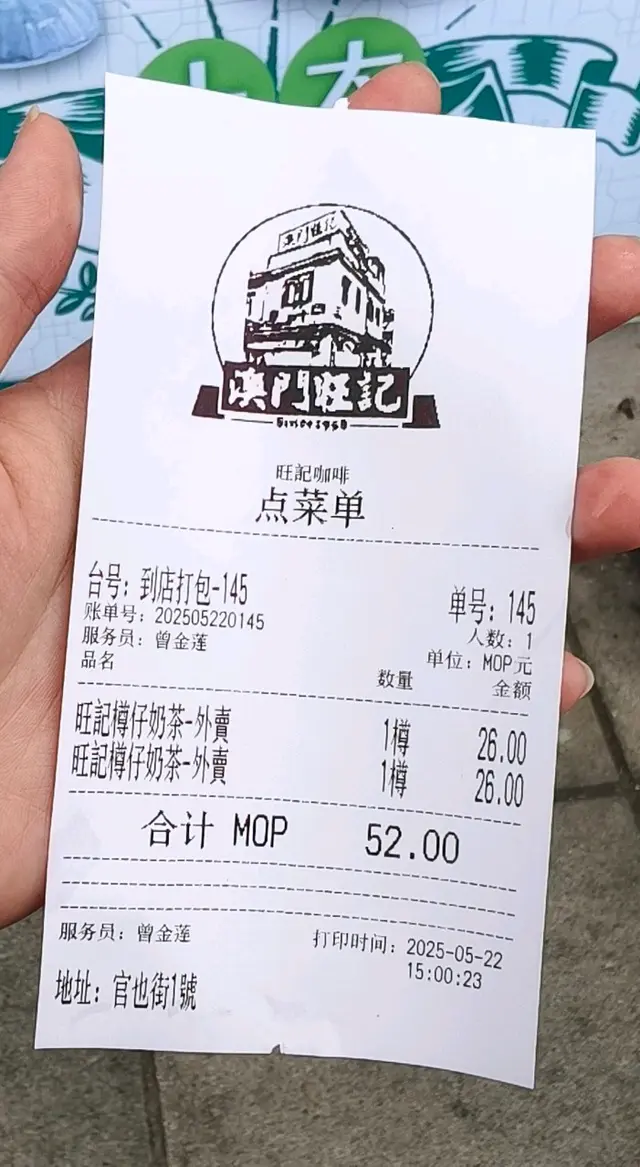 澳門旺記
澳門旺記
Since1960
旺記咖啡
点菜单
台号: 到店打包-145
单号: 145
账单号: 202505220145
人数: 1
服务员: 曾金莲
单位: MOP元
品名 数量 金额
旺記樽仔奶茶-外賣 1樽 26.00
旺記樽仔奶茶-外賣 1樽 26.00
合计 MOP 52.00
服务员: 曾金莲
打印时间: 2025-05-22
15:00:23
地址: 官也街1號